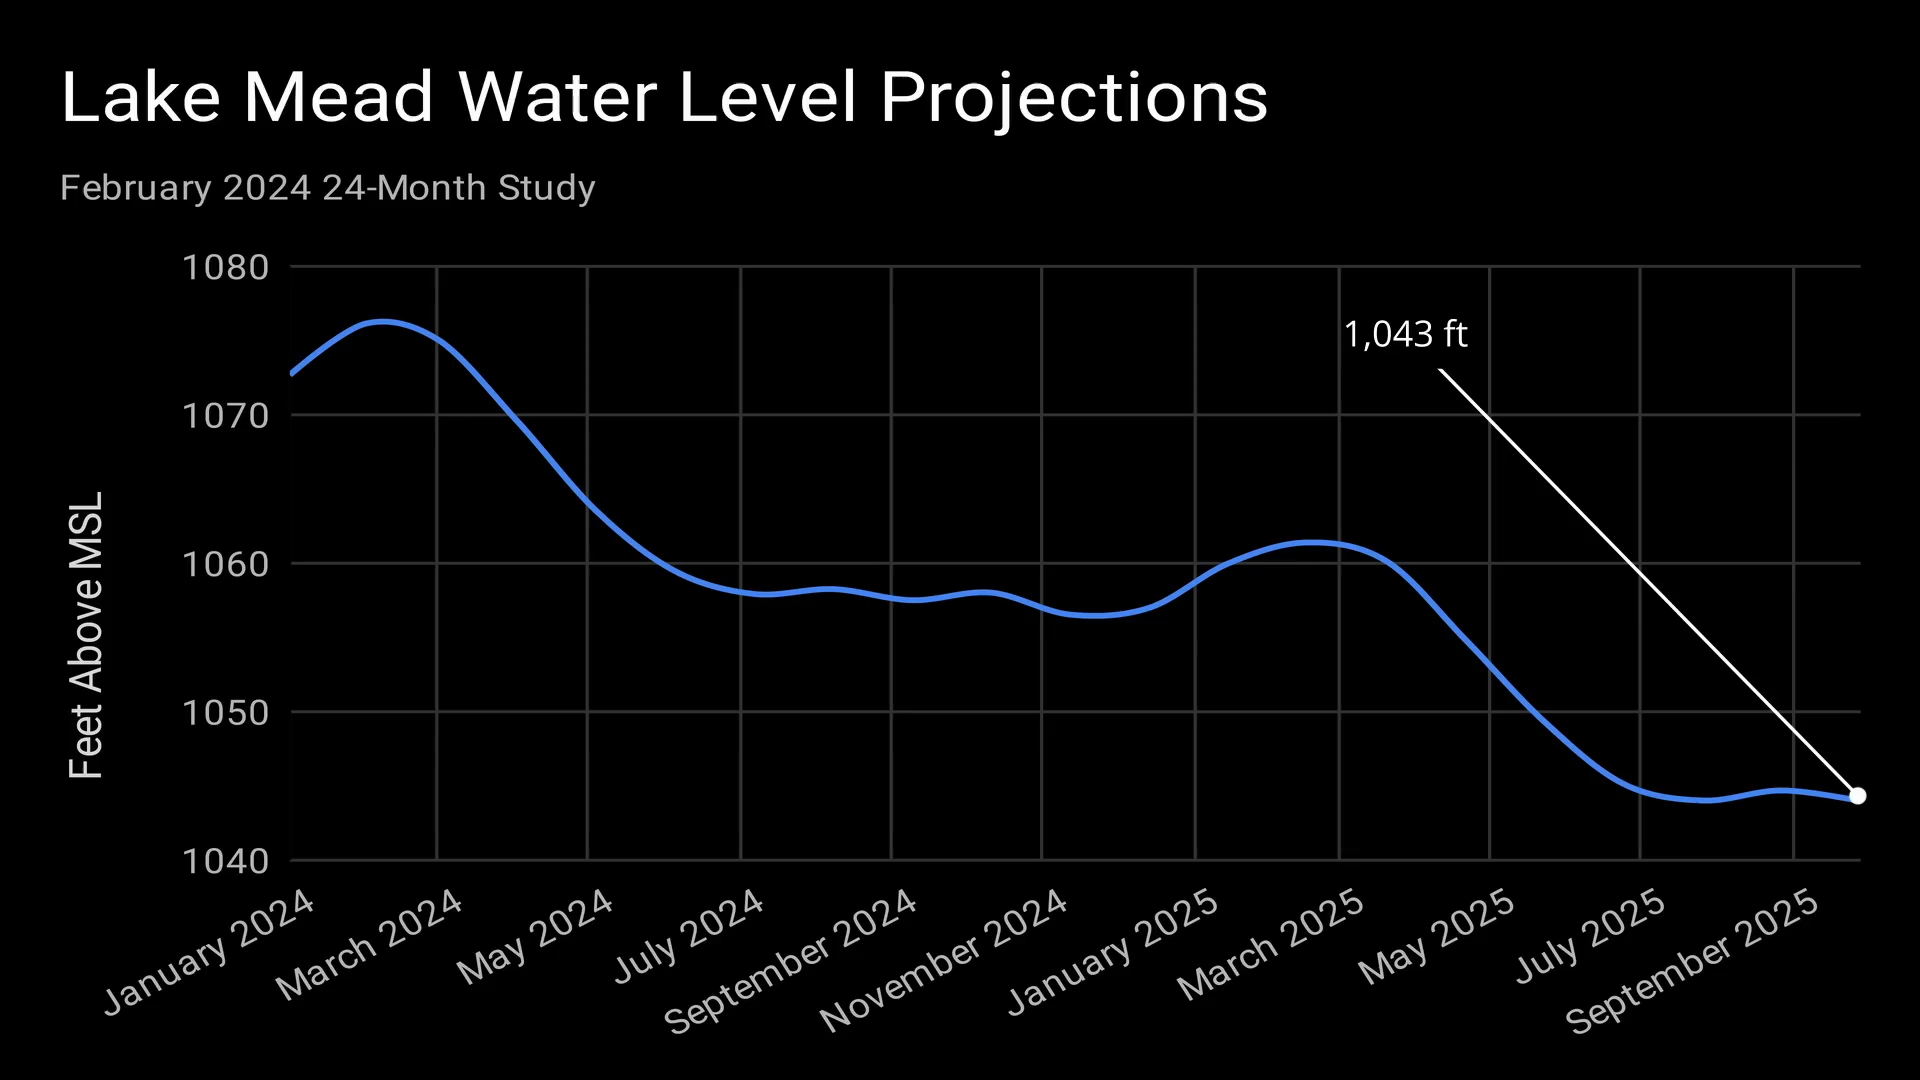 Lake Mead Water Level Projections
February 2024 24-Month Study
1080
1,043 ft
1070
1060
1050
1040
Feet Above MSL
January 2024
March 2024
May 2024
July 2024
September 2024
November 2024
January 2025
March 2025
May 2025
July 2025
September 2025